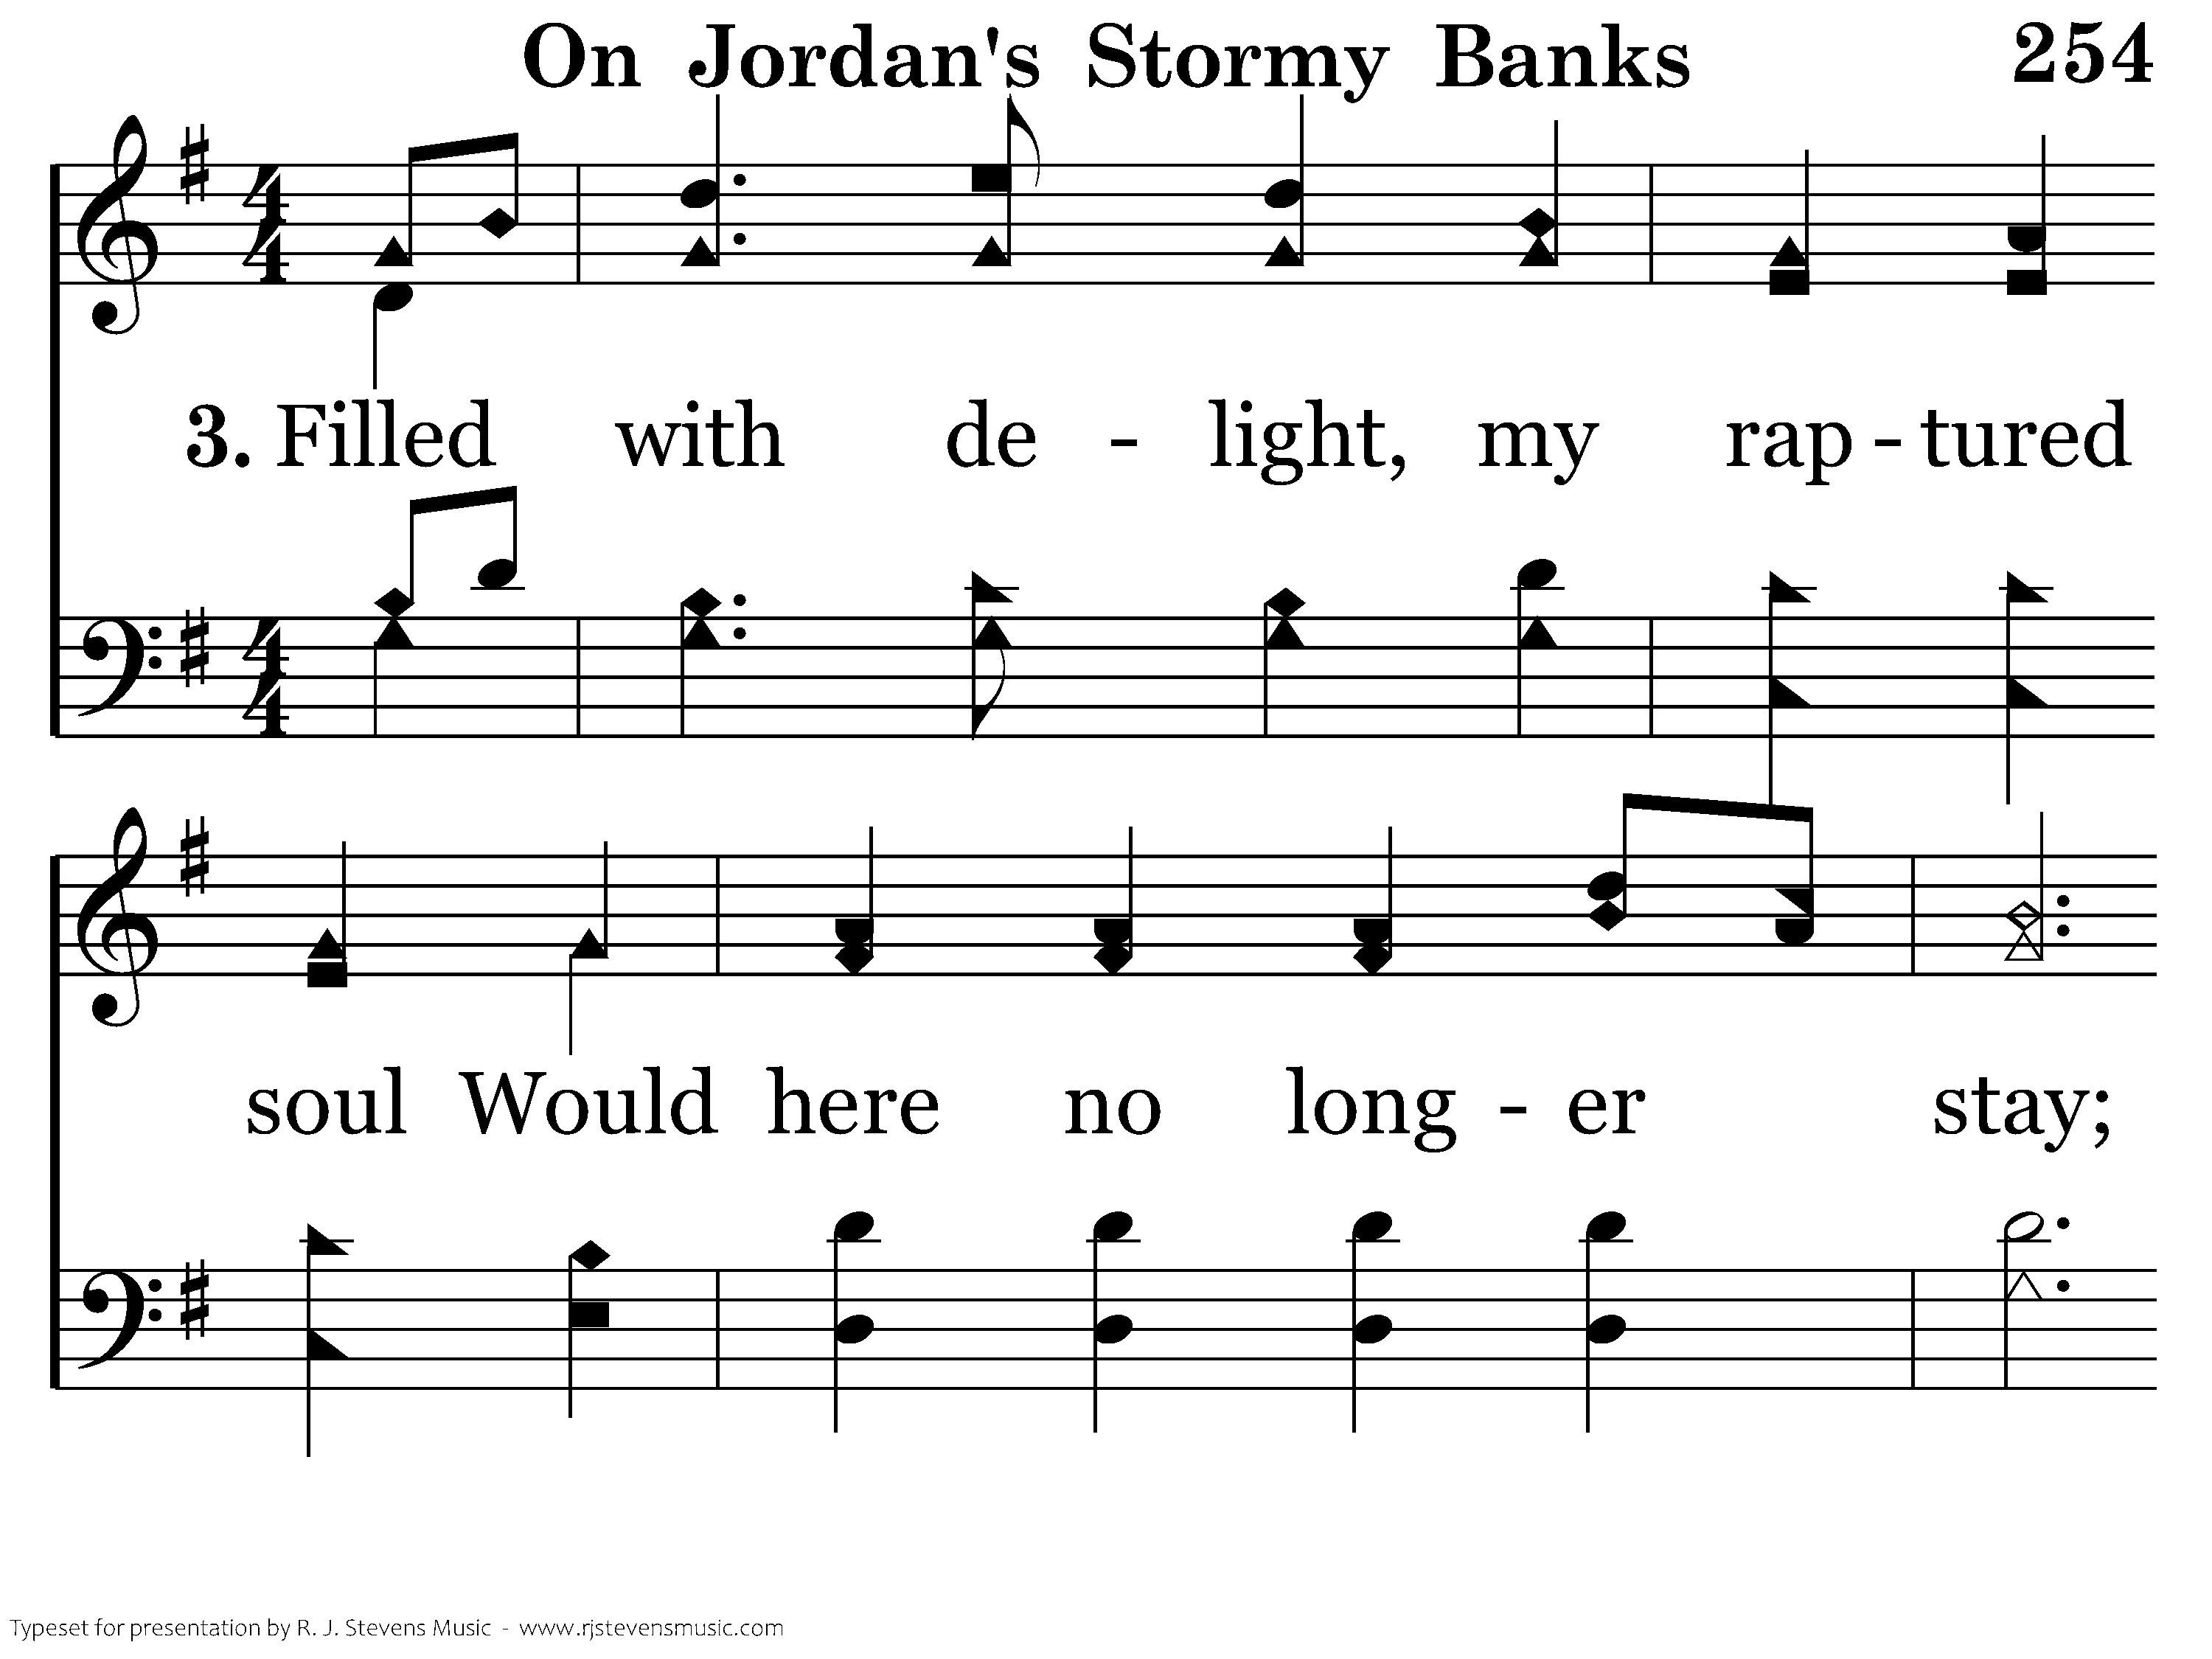 On Jordan's Stormy Banks 254
3. Filled with de - light, my rap - tured
soul Would here no long - er stay;
Typeset for presentation by R. J. Stevens Music - www.rjstevensmusic.com